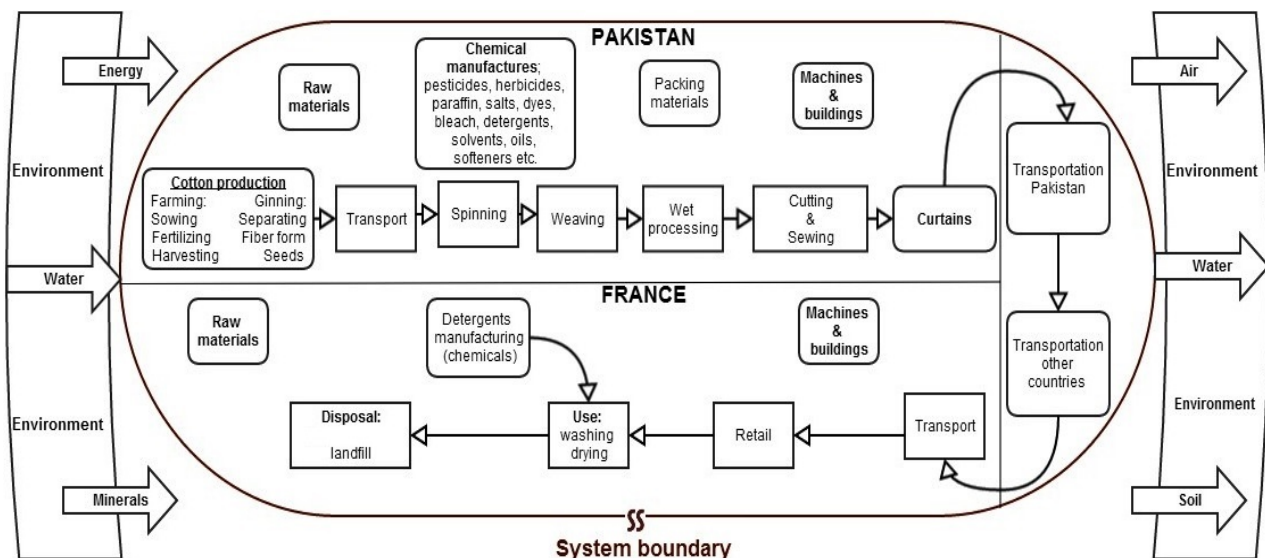 PAKISTAN
Energy
Environment
Water
Environment
Minerals
Raw
materials
Chemical
manufactures;
pesticides, herbicides,
paraffin, salts, dyes,
bleach, detergents,
solvents, oils,
softeners etc.
Packing
materials
Machines
&
buildings
Cotton production
Farming: Ginning:
Sowing Separating
Fertilizing Fiber form
Harvesting Seeds
Transport
Spinning
Weaving
Wet
processing
Cutting
&
Sewing
Curtains
Transportation
Pakistan
Transportation
other
countries
FRANCE
Raw
materials
Detergents
manufacturing
(chemicals)
Machines
&
buildings
Disposal:
landfill
Use:
washing
drying
Retail
Transport
Air
Environment
Water
Environment
Soil
System boundary